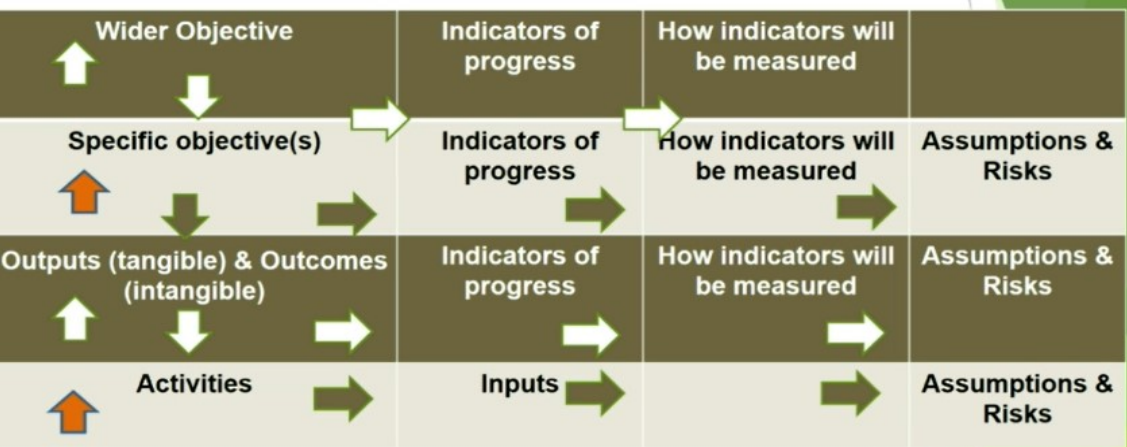 Wider Objective
Indicators of
progress
How indicators will
be measured
Specific objective(s)
Indicators of
progress
How indicators will
be measured
Assumptions &
Risks
Outputs (tangible) & Outcomes
(intangible)
Indicators of
progress
How indicators will
be measured
Assumptions &
Risks
Activities
Inputs
Assumptions &
Risks